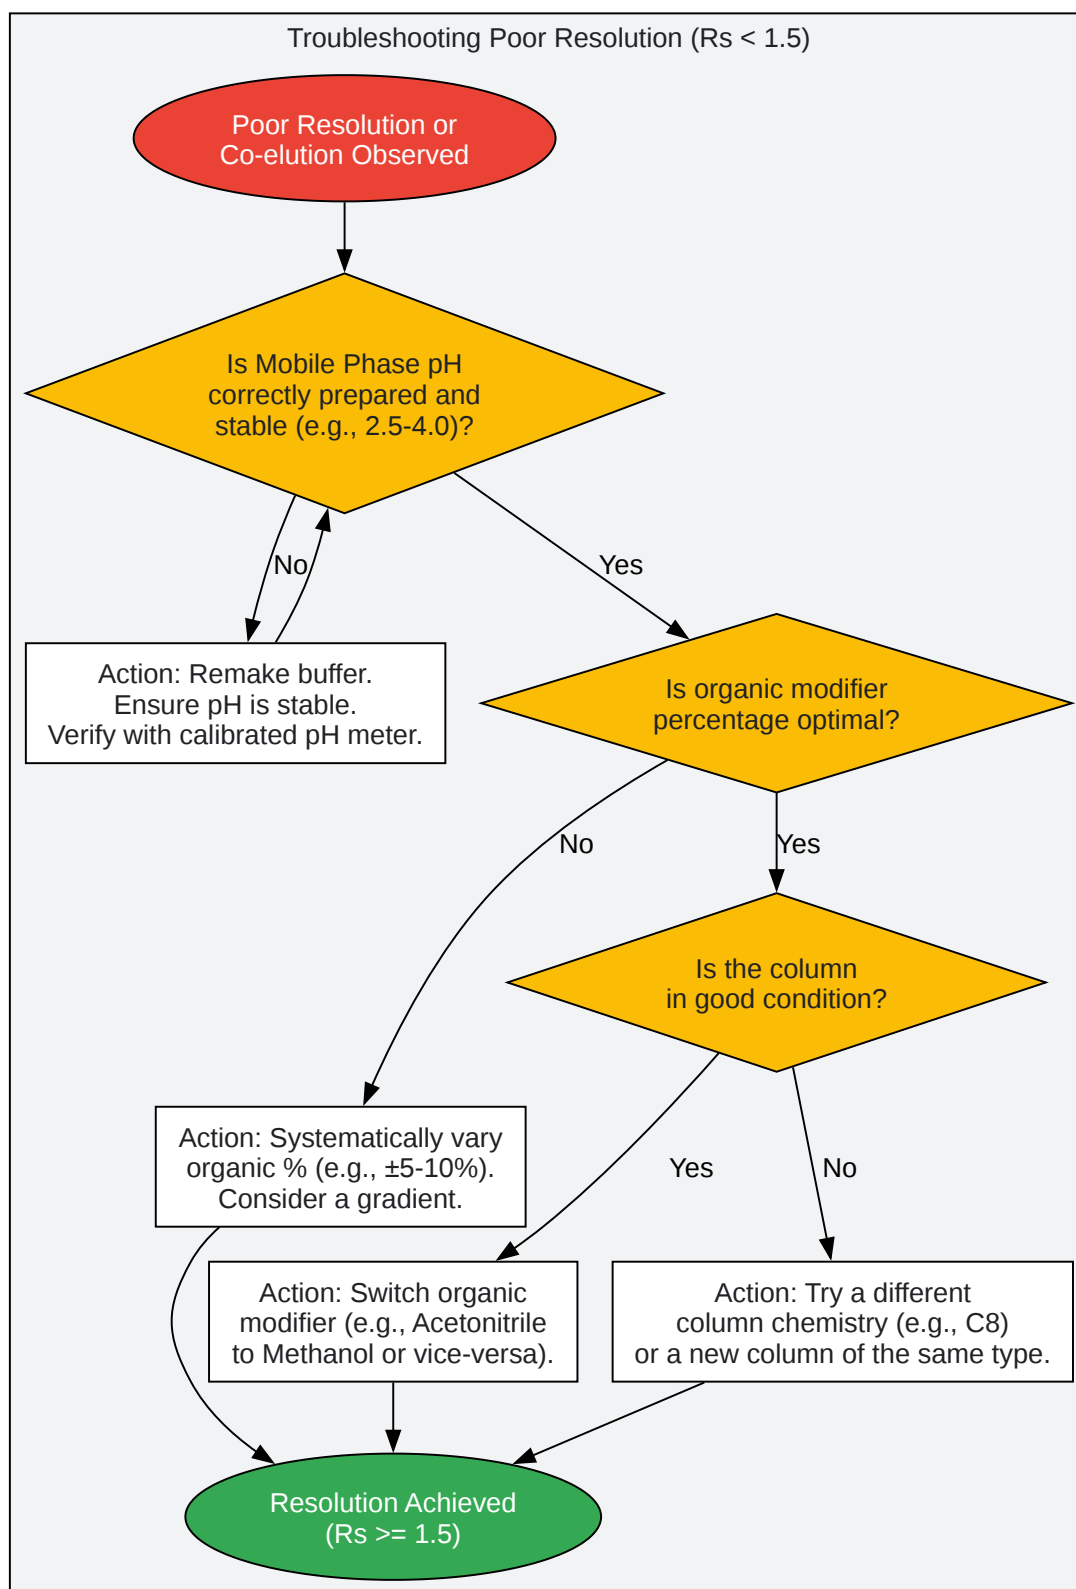 Troubleshooting Poor Resolution (Rs < 1.5)
Poor Resolution or
Co-elution Observed
Is Mobile Phase pH
correctly prepared and
stable (e.g., 2.5-4.0)?
No
Yes
Action: Remake buffer.
Ensure pH is stable.
Verify with calibrated pH meter.
Is organic modifier
percentage optimal?
No
Yes
Is the column
in good condition?
Action: Systematically vary
organic % (e.g., ±5-10%).
Consider a gradient.
Yes
No
Action: Switch organic
modifier (e.g., Acetonitrile
to Methanol or vice-versa).
Action: Try a different
column chemistry (e.g., C8)
or a new column of the same type.
Resolution Achieved
(Rs >= 1.5)